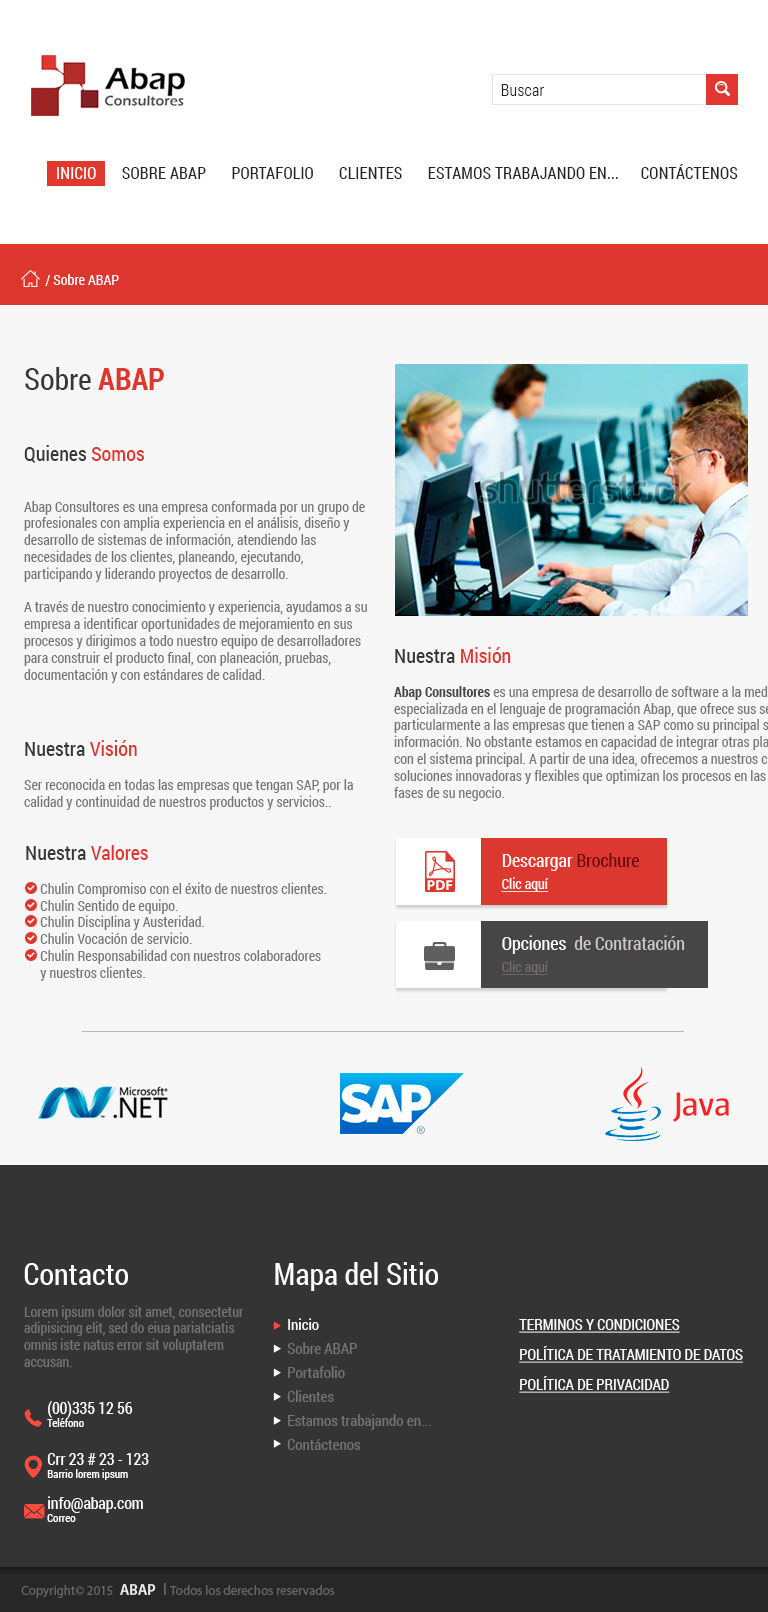 Abap
Consultores
Buscar
INICIO SOBRE ABAP PORTAFOLIO CLIENTES ESTAMOS TRABAJANDO EN... CONTÁCTENOS
/ Sobre ABAP
Sobre ABAP
Quienes Somos
Abap Consultores es una empresa conformada por un grupo de
profesionales con amplia experiencia en el análisis, diseño y
desarrollo de sistemas de información, atendiendo las
necesidades de los clientes, planeando, ejecutando,
participando y liderando proyectos de desarrollo.
A través de nuestro conocimiento y experiencia, ayudamos a su
empresa a identificar oportunidades de mejoramiento en sus
procesos y dirigimos a todo nuestro equipo de desarrolladores
para construir el producto final, con planeación, pruebas,
documentación y con estándares de calidad.
Nuestra Visión
Ser reconocida en todas las empresas que tengan SAP, por la
calidad y continuidad de nuestros productos y servicios..
Nuestra Valores
Chulin Compromiso con el éxito de nuestros clientes.
Chulin Sentido de equipo.
Chulin Disciplina y Austeridad.
Chulin Vocación de servicio.
Chulin Responsabilidad con nuestros colaboradores
y nuestros clientes.
shutterstock
Nuestra Misión
Abap Consultores es una empresa de desarrollo de software a la med
especializada en el lenguaje de programación Abap, que ofrece sus se
particularmente a las empresas que tienen a SAP como su principal s
información. No obstante estamos en capacidad de integrar otras pla
con el sistema principal. A partir de una idea, ofrecemos a nuestros c
soluciones innovadoras y flexibles que optimizan los procesos en las
fases de su negocio.
PDF
Descargar Brochure
Clic aquí
Opciones de Contratación
Clic aquí
Microsoft®
.NET
SAP®
Java
Contacto
Lorem ipsum dolor sit amet, consectetur
adipisicing elit, sed do eiua pariatciatis
omnis iste natus error sit voluptatem
accusan.
(00)335 12 56
Teléfono
Crr 23 # 23 - 123
Barrio lorem ipsum
info@abap.com
Correo
Mapa del Sitio
Inicio
Sobre ABAP
Portafolio
Clientes
Estamos trabajando en...
Contáctenos
TERMINOS Y CONDICIONES
POLÍTICA DE TRATAMIENTO DE DATOS
POLÍTICA DE PRIVACIDAD
Copyright© 2015 ABAP | Todos los derechos reservados